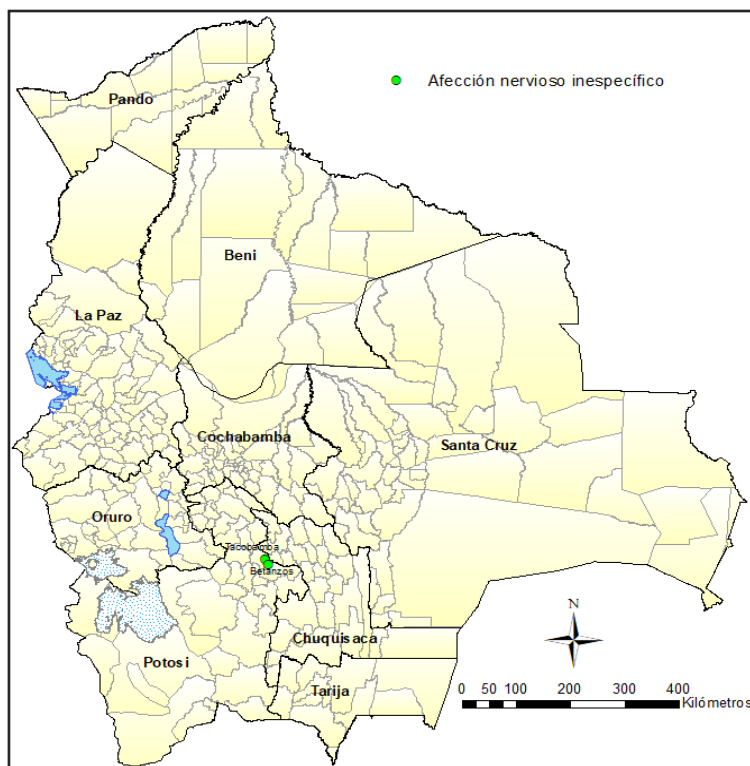 Afección nervioso inespecífico
Pando
Beni
La Paz
Cochabamba
Santa Cruz
Oruro
Tacobamba
Betanzos
Chuquisaca
Potosi
Tarija
N
0 50 100 200 300 400
Kilómetros